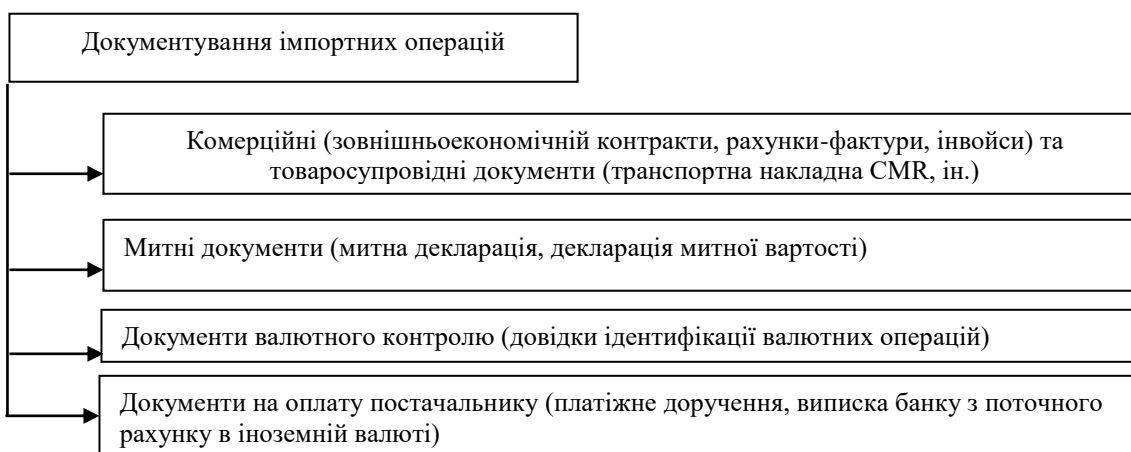 Документування імпортних операцій
Комерційні (зовнішньоекономічній контракти, рахунки-фактури, інвойси) та
товаросупровідні документи (транспортна накладна CMR, ін.)
Митні документи (митна декларація, декларація митної вартості)
Документи валютного контролю (довідки ідентифікації валютних операцій)
Документи на оплату постачальнику (платіжне доручення, виписка банку з поточного
рахунку в іноземній валюті)